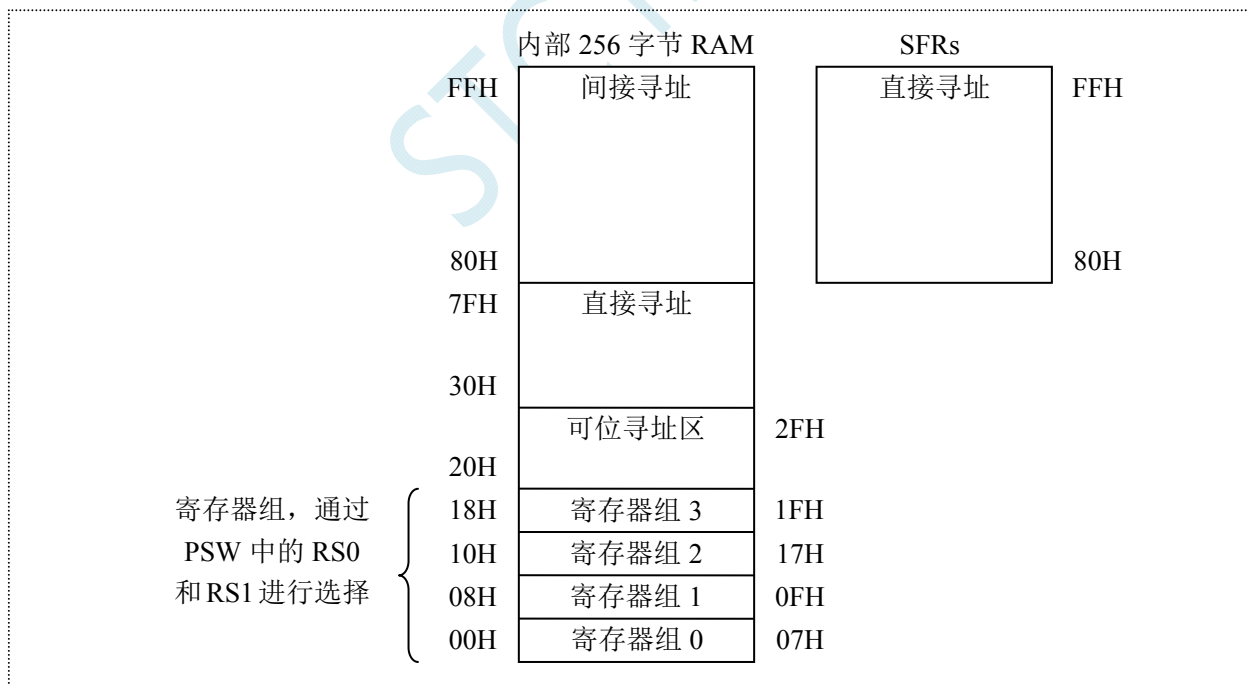 内部 256 字节 RAM SFRs
FFH 间接寻址 直接寻址 FFH
80H 80H
7FH 直接寻址
30H
可位寻址区 2FH
20H
寄存器组，通过 18H 寄存器组 3 1FH
PSW 中的 RS0 10H 寄存器组 2 17H
和 RS1 进行选择 08H 寄存器组 1 0FH
00H 寄存器组 0 07H